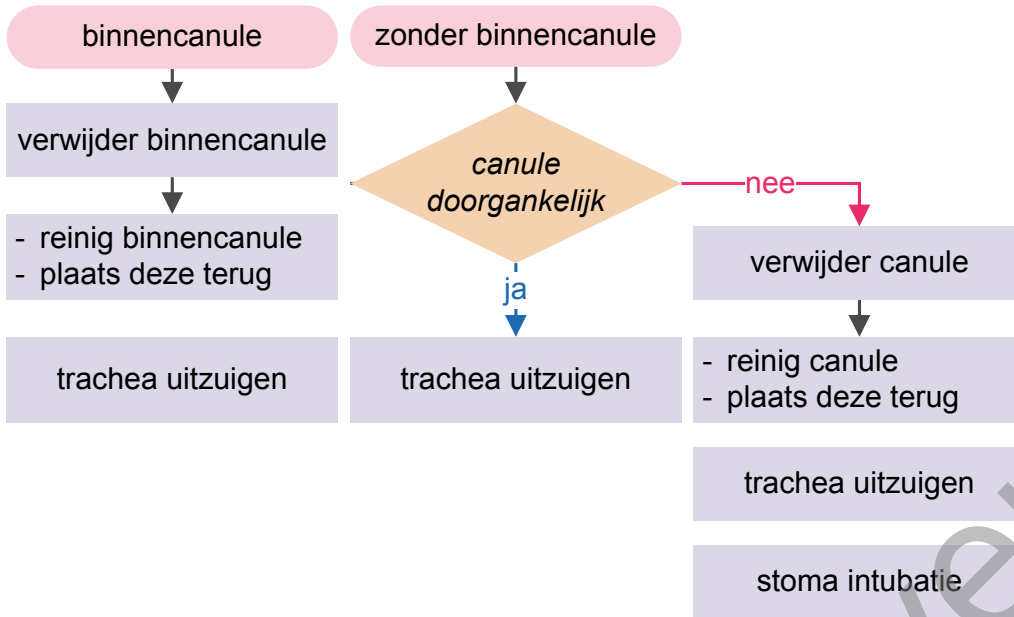 binnencanule
zonder binnencanule
verwijder binnencanule
canule
doorgankelijk
nee
- reinig binnencanule
- plaats deze terug
ja
verwijder canule
trachea uitzuigen
trachea uitzuigen
- reinig canule
- plaats deze terug
trachea uitzuigen
stoma intubatie